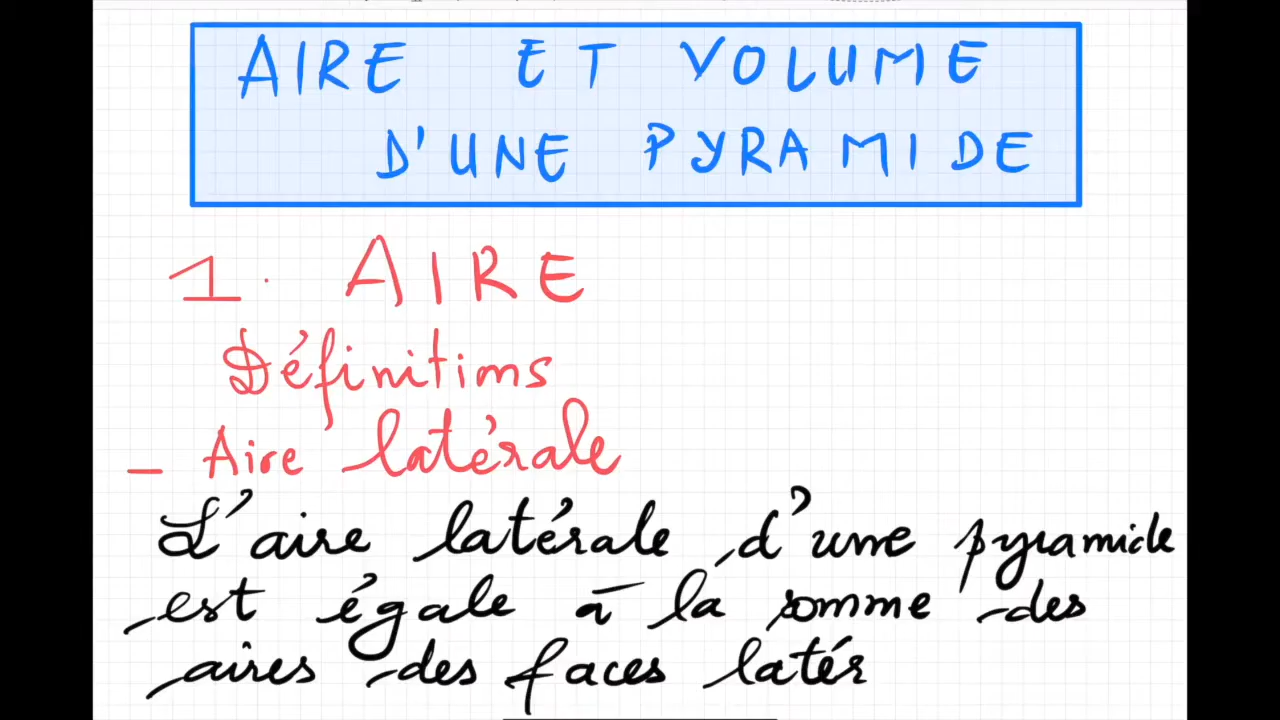 AIRE ET VOLUME
D'UNE PYRAMIDE
1. AIRE
Définitions
- Aire latérale
L'aire latérale d'une pyramide
est égale à la somme des
aires des faces latér